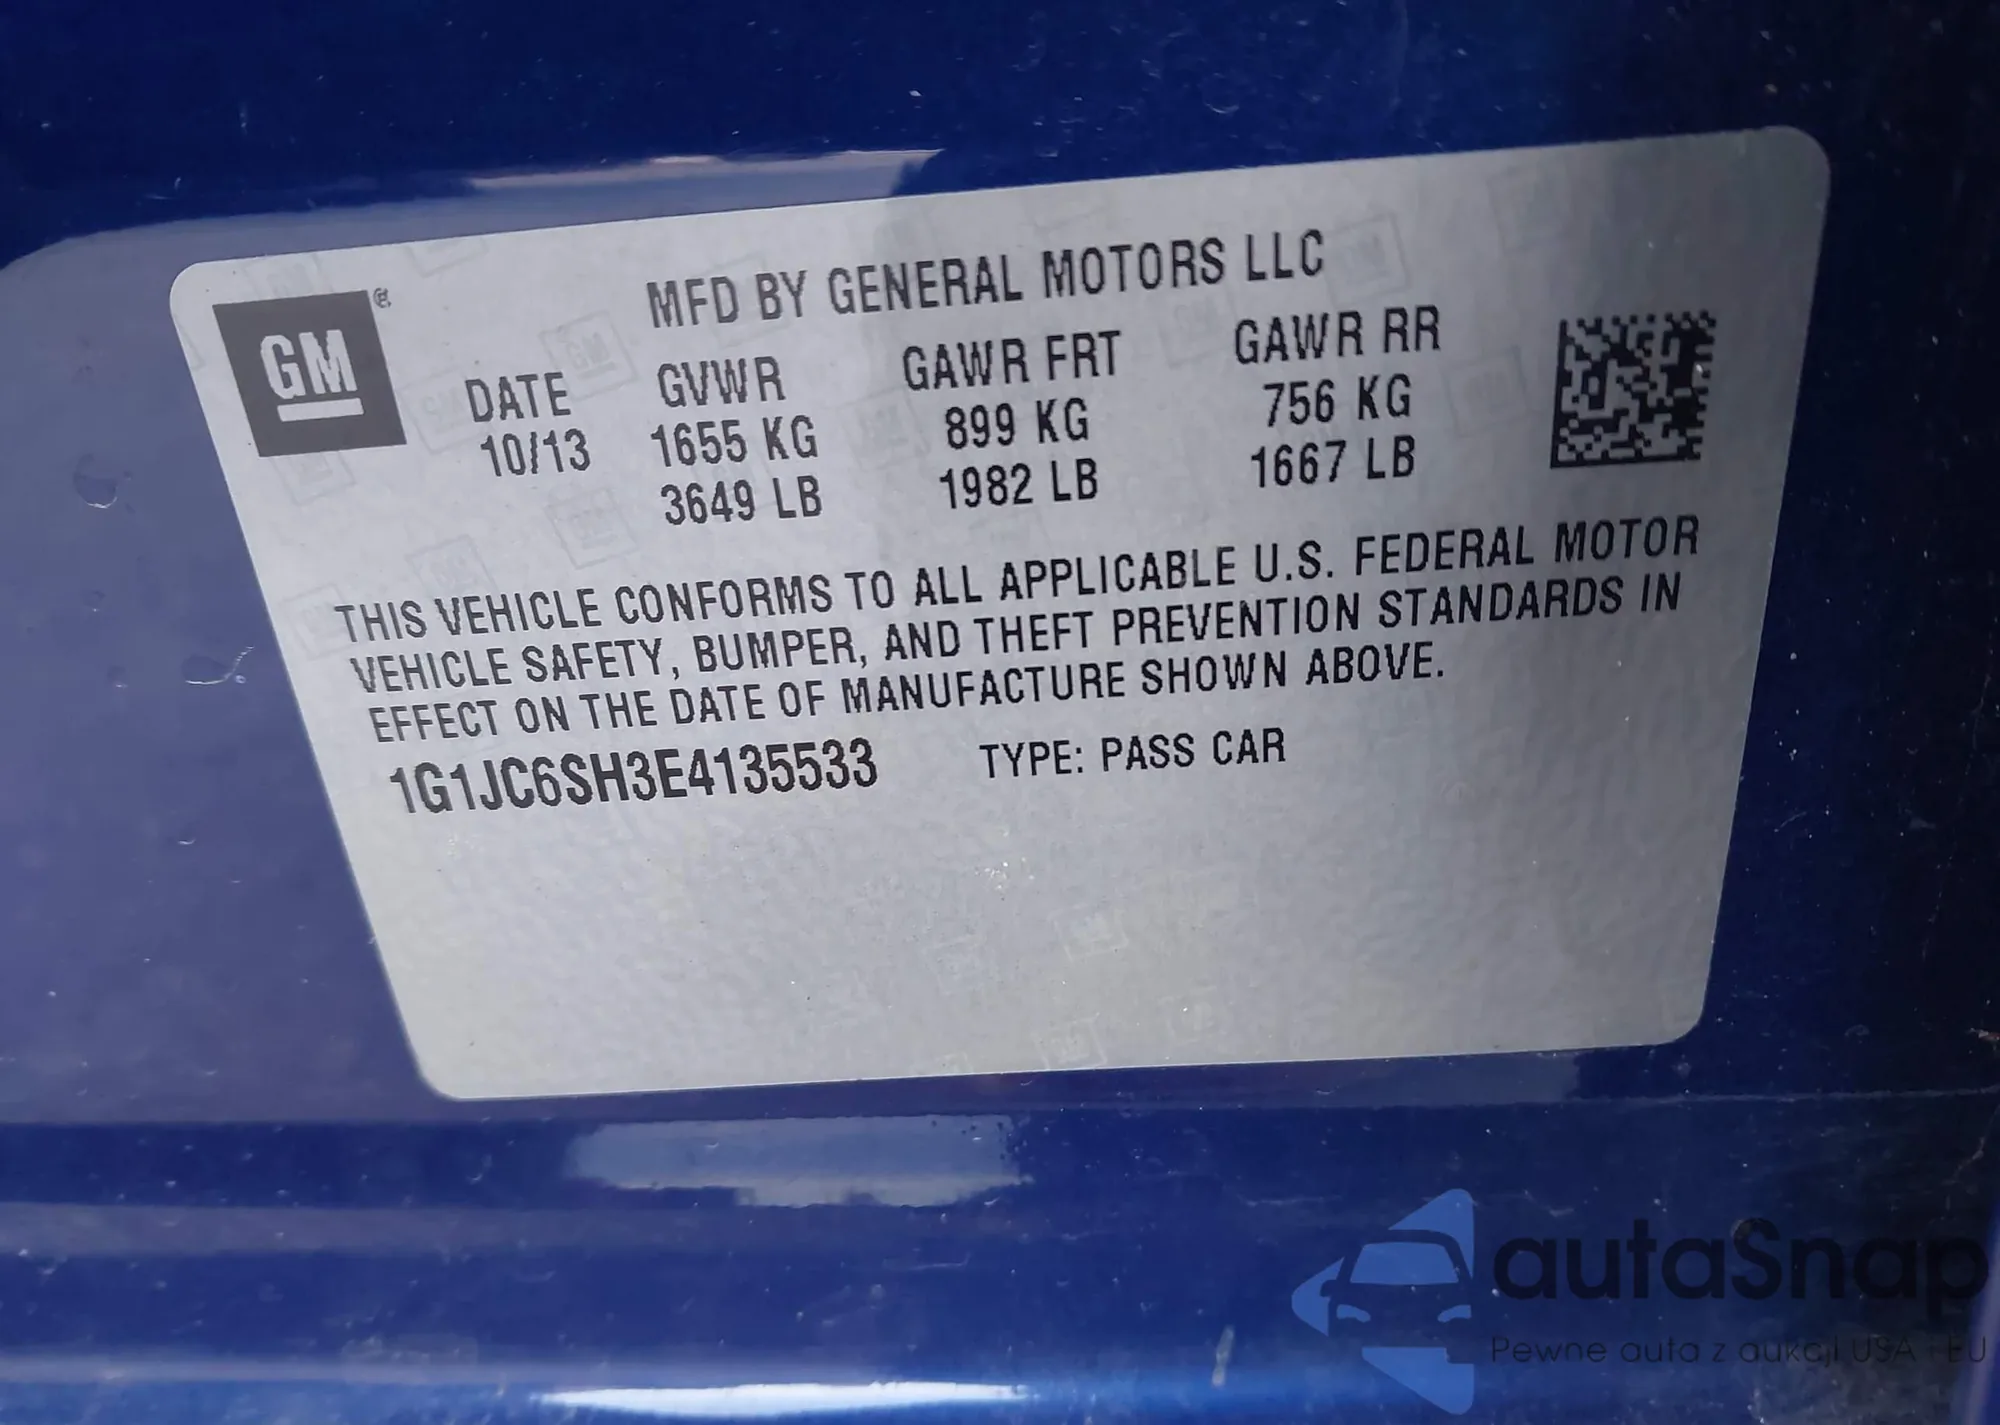 MFD BY GENERAL MOTORS LLC
GM®
DATE GVWR GAWR FRT GAWR RR
10/13 1655 KG 899 KG 756 KG
3649 LB 1982 LB 1667 LB
THIS VEHICLE CONFORMS TO ALL APPLICABLE U.S. FEDERAL MOTOR
VEHICLE SAFETY, BUMPER, AND THEFT PREVENTION STANDARDS IN
EFFECT ON THE DATE OF MANUFACTURE SHOWN ABOVE.
1G1JC6SH3E4135533 TYPE: PASS CAR
autaSnap
Pewne auta z aukcji USA i EU